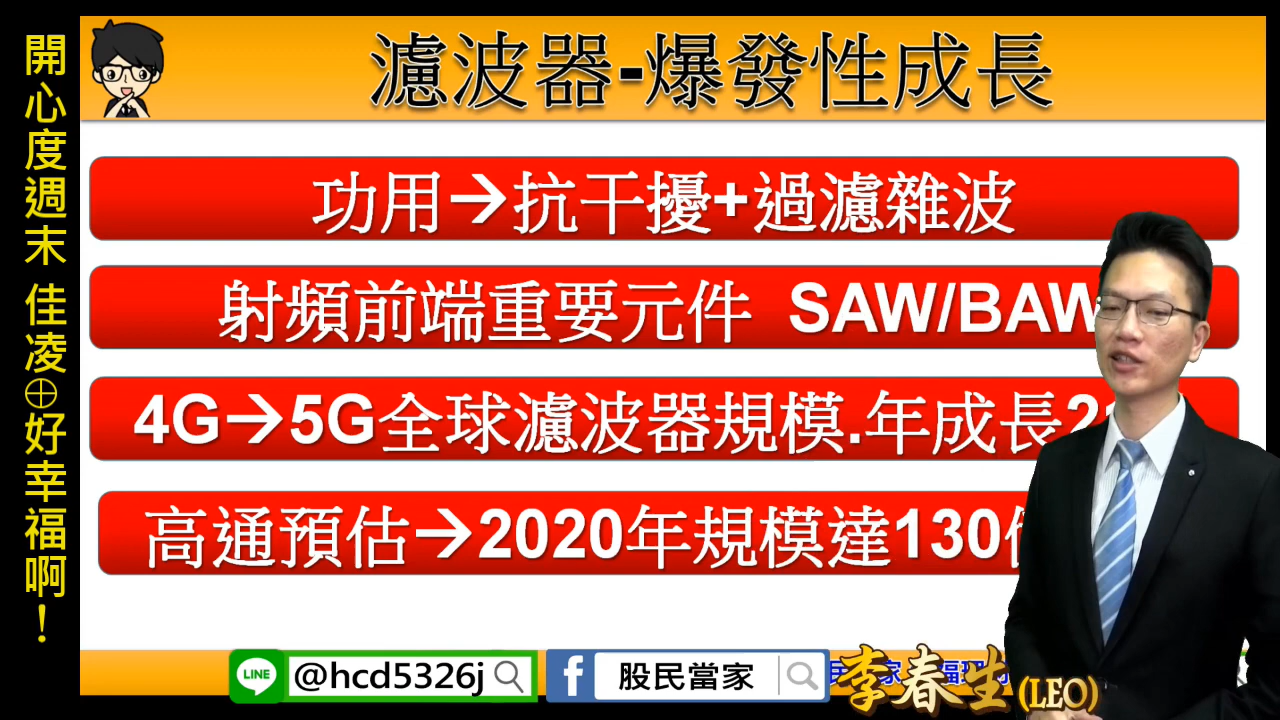 開心度週末 佳凌⊕好幸福啊！
濾波器-爆發性成長
功用→抗干擾+過濾雜波
射頻前端重要元件 SAW/BAW
4G→5G全球濾波器規模.年成長2
高通預估→2020年規模達130
LINE @hcd5326j
股民當家
李春生(LEO)